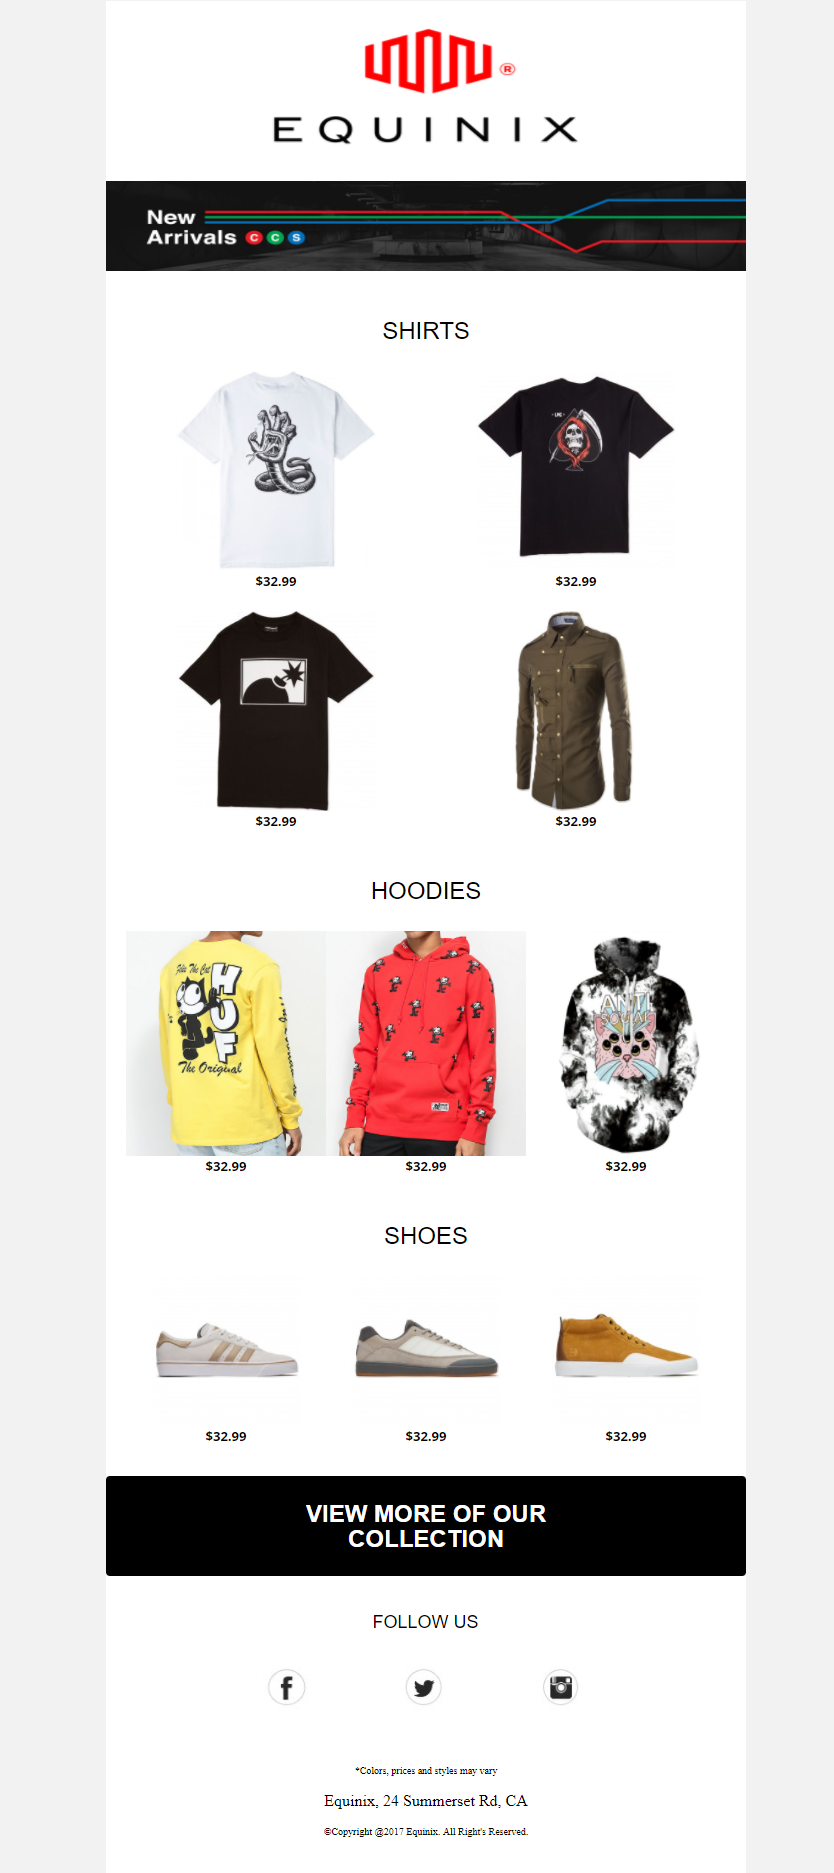 ®
EQUINIX
New
Arrivals C C S
SHIRTS
$32.99
$32.99
$32.99
$32.99
HOODIES
Felix The Cat
HUF
The Original
ANTI
SOCIAL
$32.99
$32.99
$32.99
SHOES
$32.99
$32.99
$32.99
VIEW MORE OF OUR
COLLECTION
FOLLOW US
*Colors, prices and styles may vary
Equinix, 24 Summerset Rd, CA
©Copyright @2017 Equinix. All Right's Reserved.